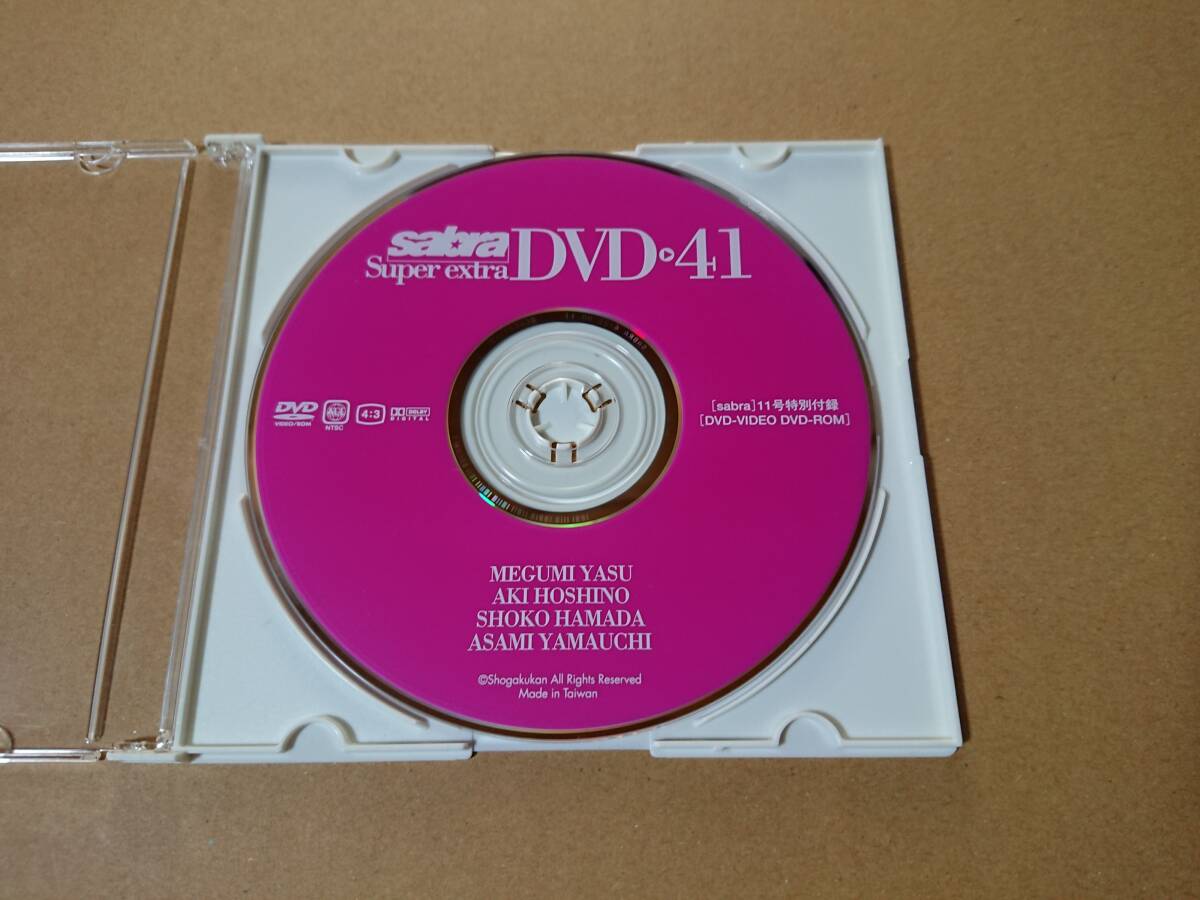 sabra
Super extra DVD 41
DVD
VIDEO/ROM
ALL
NTSC
4:3
DOLBY
DIGITAL
[sabra]11号特別付録
[DVD-VIDEO DVD-ROM]
MEGUMI YASU
AKI HOSHINO
SHOKO HAMADA
ASAMI YAMAUCHI
©Shogakukan All Rights Reserved
Made in Taiwan